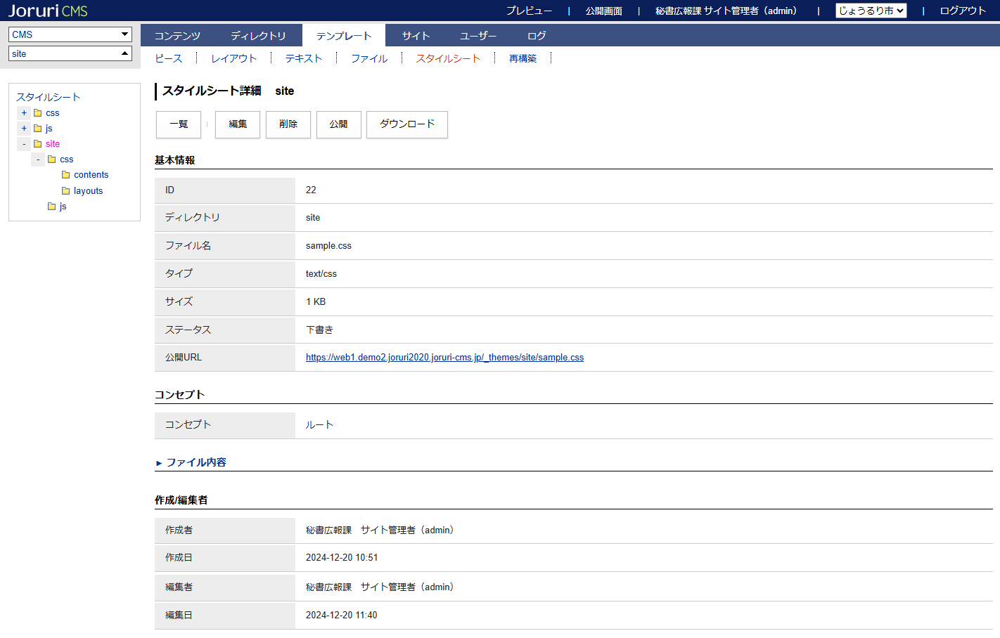 Joruri CMS プレビュー | 公開画面 | 秘書広報課 サイト管理者（admin） | じょうるり市 | ログアウト
CMS
site
コンテンツ ディレクトリ テンプレート サイト ユーザー ログ
ピース レイアウト テキスト ファイル スタイルシート 再構築
スタイルシート
+ css
+ js
- site
- css
contents
layouts
js
スタイルシート詳細 site
一覧 編集 削除 公開 ダウンロード
基本情報
ID 22
ディレクトリ site
ファイル名 sample.css
タイプ text/css
サイズ 1 KB
ステータス 下書き
公開URL https://web1.demo2.joruri2020.joruri-cms.jp/_themes/site/sample.css
コンセプト
コンセプト ルート
► ファイル内容
作成/編集者
作成者 秘書広報課　サイト管理者（admin）
作成日 2024-12-20 10:51
編集者 秘書広報課　サイト管理者（admin）
編集日 2024-12-20 11:40